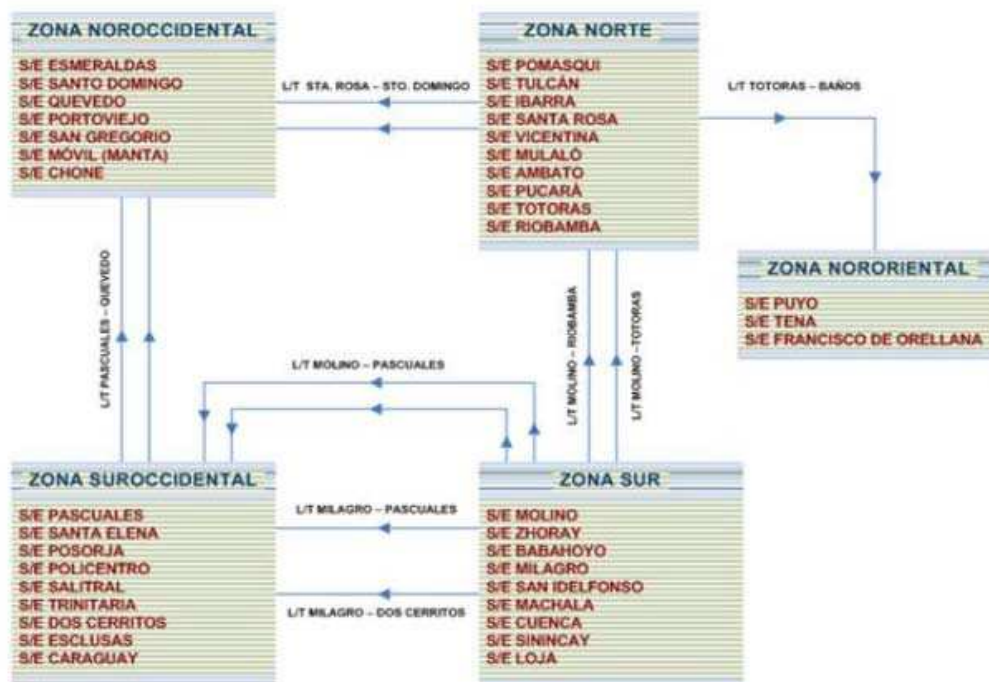 ZONA NOROCCIDENTAL
S/E ESMERALDAS
S/E SANTO DOMINGO
S/E QUEVEDO
S/E PORTOVIEJO
S/E SAN GREGORIO
S/E MÓVIL (MANTA)
S/E CHONE
L/T STA. ROSA – STO. DOMINGO
ZONA NORTE
S/E POMASQUI
S/E TULCÁN
S/E IBARRA
S/E SANTA ROSA
S/E VICENTINA
S/E MULALÓ
S/E AMBATO
S/E PUCARÁ
S/E TOTORAS
S/E RIOBAMBA
L/T TOTORAS – BAÑOS
ZONA NORORIENTAL
S/E PUYO
S/E TENA
S/E FRANCISCO DE ORELLANA
L/T PASCUALES – QUEVEDO
L/T MOLINO – PASCUALES
L/T MOLINO – RIOBAMBA
L/T MOLINO –TOTORAS
ZONA SUROCCIDENTAL
S/E PASCUALES
S/E SANTA ELENA
S/E POSORJA
S/E POLICENTRO
S/E SALITRAL
S/E TRINITARIA
S/E DOS CERRITOS
S/E ESCLUSAS
S/E CARAGUAY
L/T MILAGRO – PASCUALES
L/T MILAGRO – DOS CERRITOS
ZONA SUR
S/E MOLINO
S/E ZHORAY
S/E BABAHOYO
S/E MILAGRO
S/E SAN IDELFONSO
S/E MACHALA
S/E CUENCA
S/E SININCAY
S/E LOJA